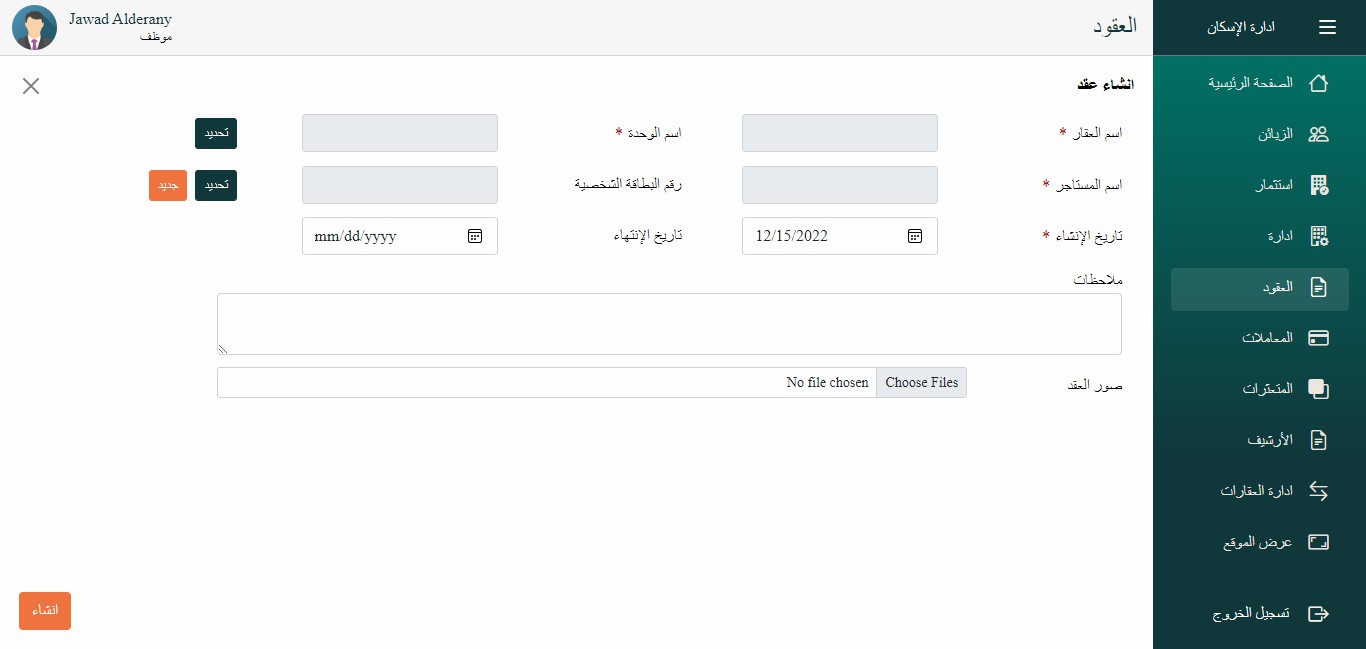 ادارة الإسكان
العقود
Jawad Alderany
موظف
الصفحة الرئيسية
الزبائن
استثمار
ادارة
العقود
المعاملات
المتعثرات
الأرشيف
ادارة العقارات
عرض الموقع
تسجيل الخروج
انشاء عقد
اسم العقار *
اسم الوحدة *
تحديد
اسم المستاجر *
رقم البطاقة الشخصية
تحديد
جديد
تاريخ الإنشاء *
12/15/2022
تاريخ الإنتهاء
mm/dd/yyyy
ملاحظات
صور العقد
Choose Files No file chosen
انشاء